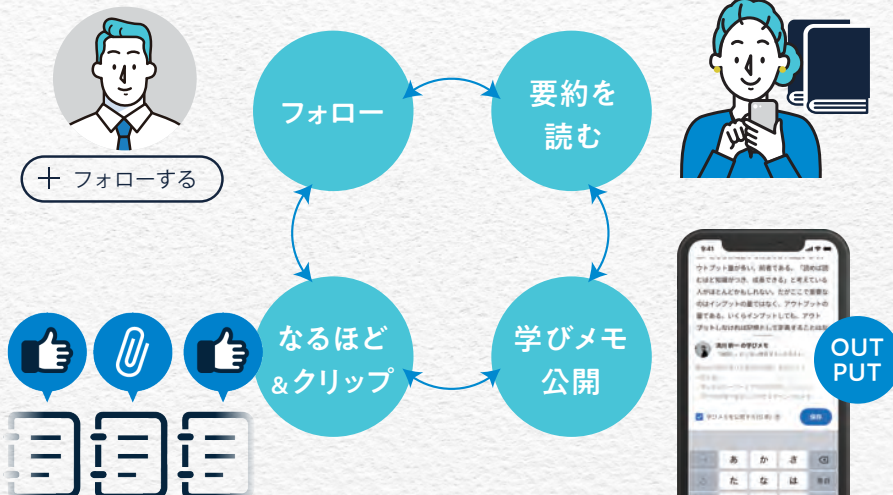 フォロー
要約を
読む
＋ フォローする
なるほど
&クリップ
学びメモ
公開
9:41
ウトプット量が多い、前者である。「読めば読
むほど知識がつき、成長できる」と考えている
人がほとんどかもしれない。だがここで重要な
のはインプットの量ではなく、アウトプットの
量である。いくらインプットしても、アウト
の学びメモ
OUT
PUT
保存
あ
か
さ
た
な
は